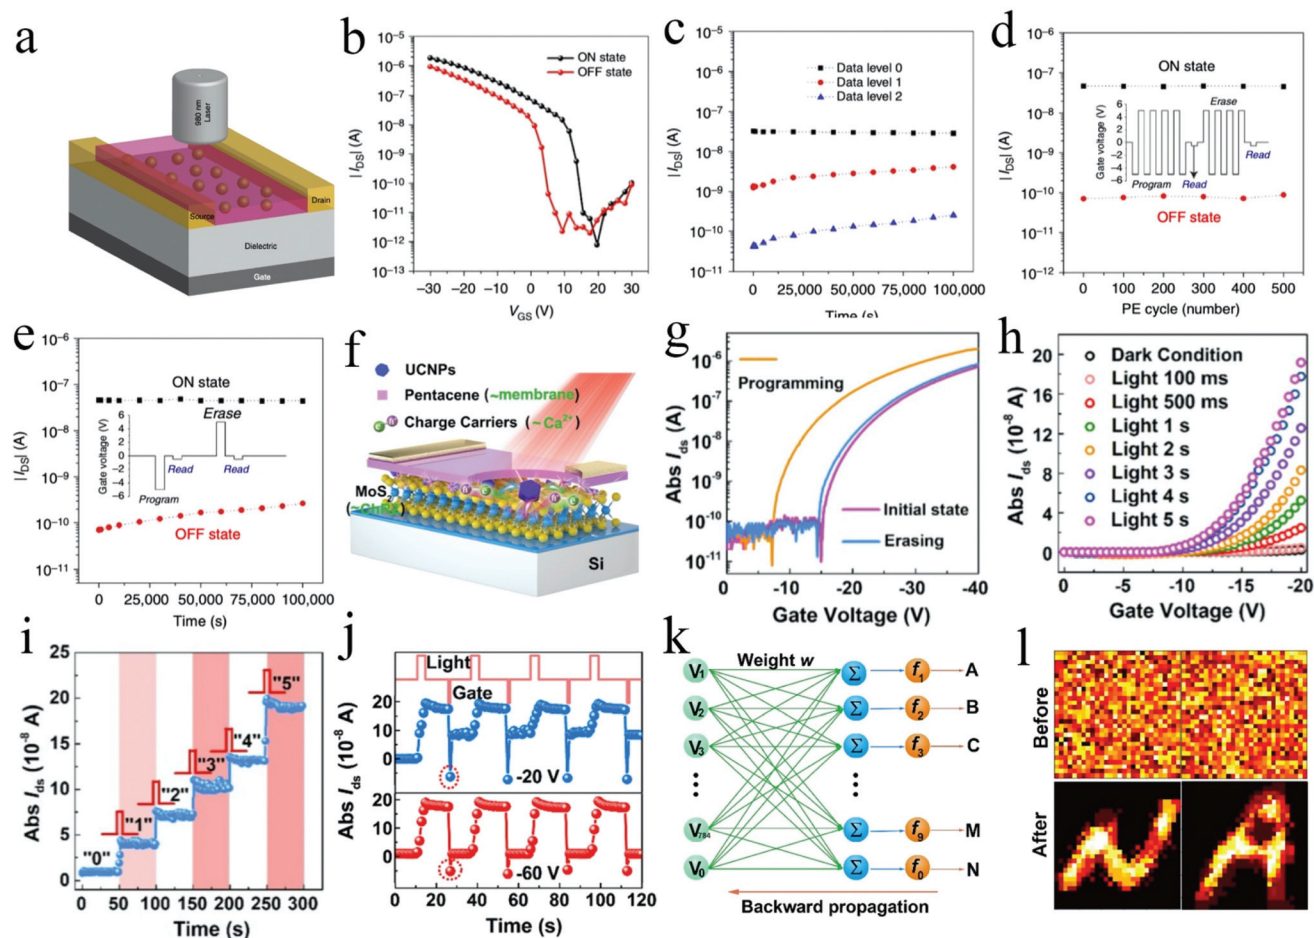 a
980 nm
Laser
Source
Drain
Dielectric
Gate
b
ON state
OFF state
| I_DS| (A)
10⁻⁵
10⁻⁶
10⁻⁷
10⁻⁸
10⁻⁹
10⁻¹⁰
10⁻¹¹
10⁻¹²
10⁻¹³
–30 –20 –10 0 10 20 30
V_GS (V)
c
Data level 0
Data level 1
Data level 2
| I_DS| (A)
10⁻⁵
10⁻⁶
10⁻⁷
10⁻⁸
10⁻⁹
10⁻¹⁰
10⁻¹¹
0 25,000 50,000 75,000 100,000
Time (s)
d
ON state
OFF state
| I_DS| (A)
10⁻⁶
10⁻⁷
10⁻⁸
10⁻⁹
10⁻¹⁰
10⁻¹¹
10⁻¹²
Gate voltage (V)
6
4
2
0
–2
–4
–6
Erase
Program
Read
Read
0 100 200 300 400 500
PE cycle (number)
e
ON state
OFF state
| I_DS| (A)
10⁻⁶
10⁻⁷
10⁻⁸
10⁻⁹
10⁻¹⁰
10⁻¹¹
Gate voltage (V)
6
4
2
0
–2
–4
–6
Erase
Read
Read
Program
0 25,000 50,000 75,000 100,000
Time (s)
f
UCNPs
Pentacene (~membrane)
Charge Carriers (~Ca²⁺)
MoS₂
Si
g
Programming
Initial state
Erasing
Abs I_ds (A)
10⁻⁶
10⁻⁷
10⁻⁸
10⁻⁹
10⁻¹⁰
10⁻¹¹
0 -10 -20 -30 -40
Gate Voltage (V)
h
Dark Condition
Light 100 ms
Light 500 ms
Light 1 s
Light 2 s
Light 3 s
Light 4 s
Light 5 s
Abs I_ds (10⁻⁸ A)
20
16
12
8
4
0
0 -5 -10 -15 -20
Gate Voltage (V)
i
Abs I_ds (10⁻⁸ A)
25
20
15
10
5
0
"0"
"1"
"2"
"3"
"4"
"5"
0 50 100 150 200 250 300
Time (s)
j
Light
Gate
Abs I_ds (10⁻⁸ A)
20
10
0
-20 V
20
10
0
-60 V
0 20 40 60 80 100 120
Time (s)
k
Weight w
V₁ Σ f₁ A
V₂ Σ f₂ B
V₃ Σ f₃ C
V₇₈₄ Σ f₉ M
V₀ Σ f₀ N
Backward propagation
l
Before
After